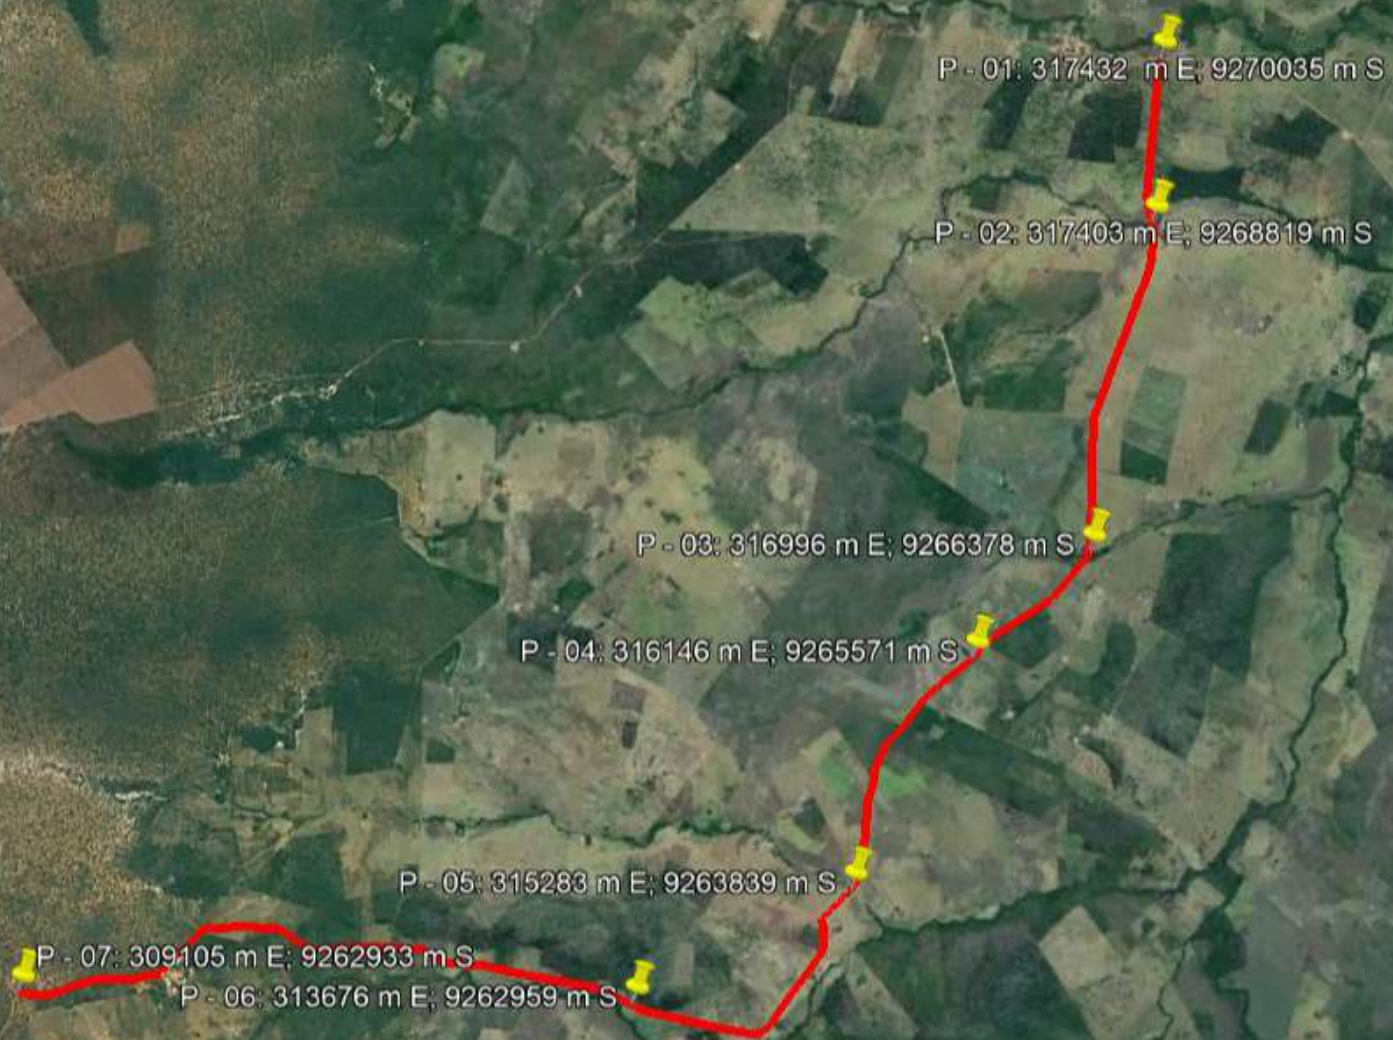 P - 01: 317432 m E; 9270035 m S
P - 02: 317403 m E; 9268819 m S
P - 03: 316996 m E; 9266378 m S
P - 04: 316146 m E; 9265571 m S
P - 05: 315283 m E; 9263839 m S
P - 07: 309105 m E; 9262933 m S
P - 06: 313676 m E; 9262959 m S